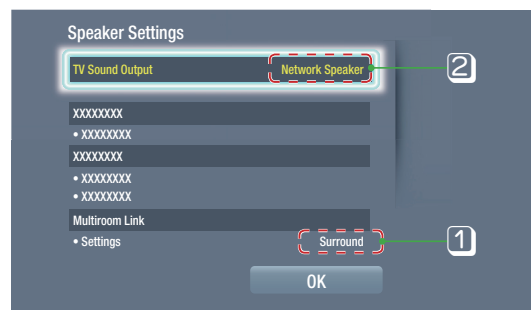 Speaker Settings
TV Sound Output Network Speaker
2
XXXXXXXX
• XXXXXXXX
XXXXXXXX
• XXXXXXXX
• XXXXXXXX
Multiroom Link
• Settings Surround
1
OK